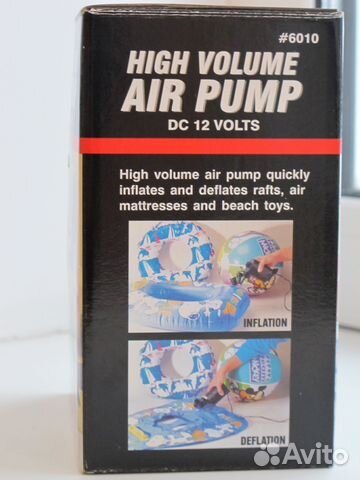 #6010
HIGH VOLUME
AIR PUMP
DC 12 VOLTS
High volume air pump quickly
inflates and deflates rafts, air
mattresses and beach toys.
INFLATION
DEFLATION
Avito